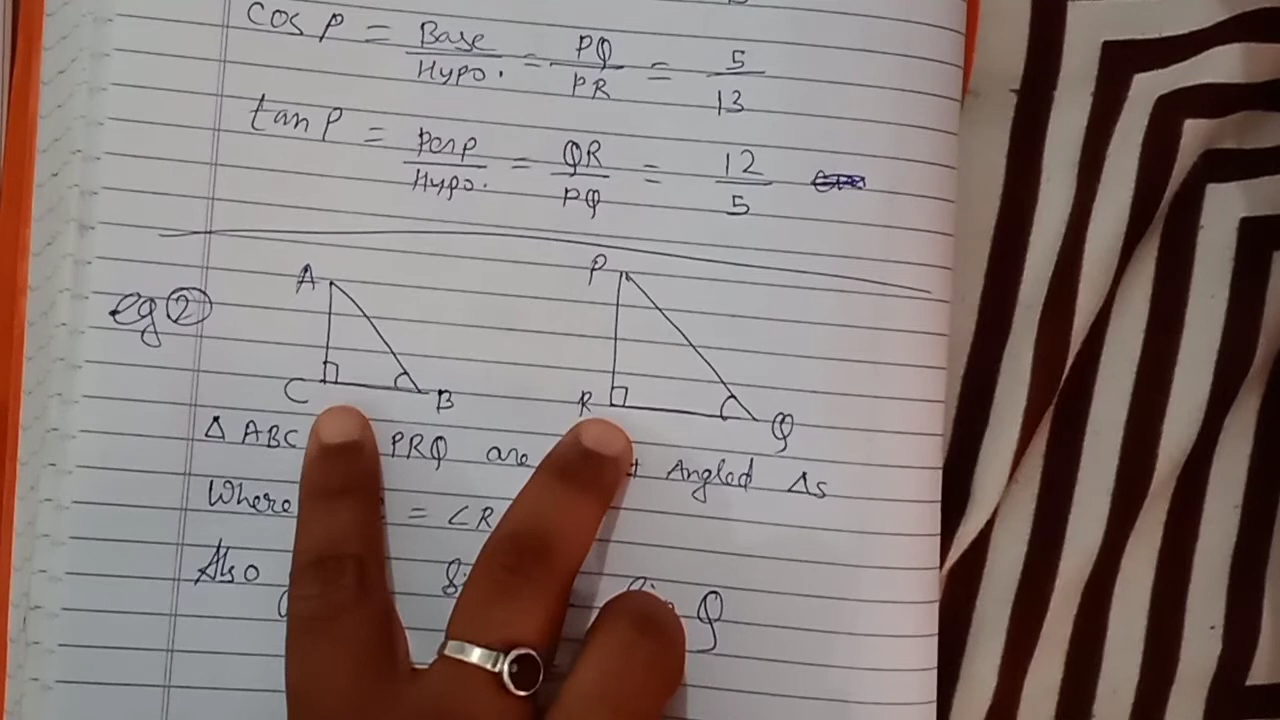 cos P = Base / Hypo. = PQ / PR = 5 / 13
tan P = perp / Hypo. = QR / PQ = 12 / 5
eg ②
A
C
B
P
R
Q
Δ ABC PRQ are Angled Δs
Where = ∠R
Also Q